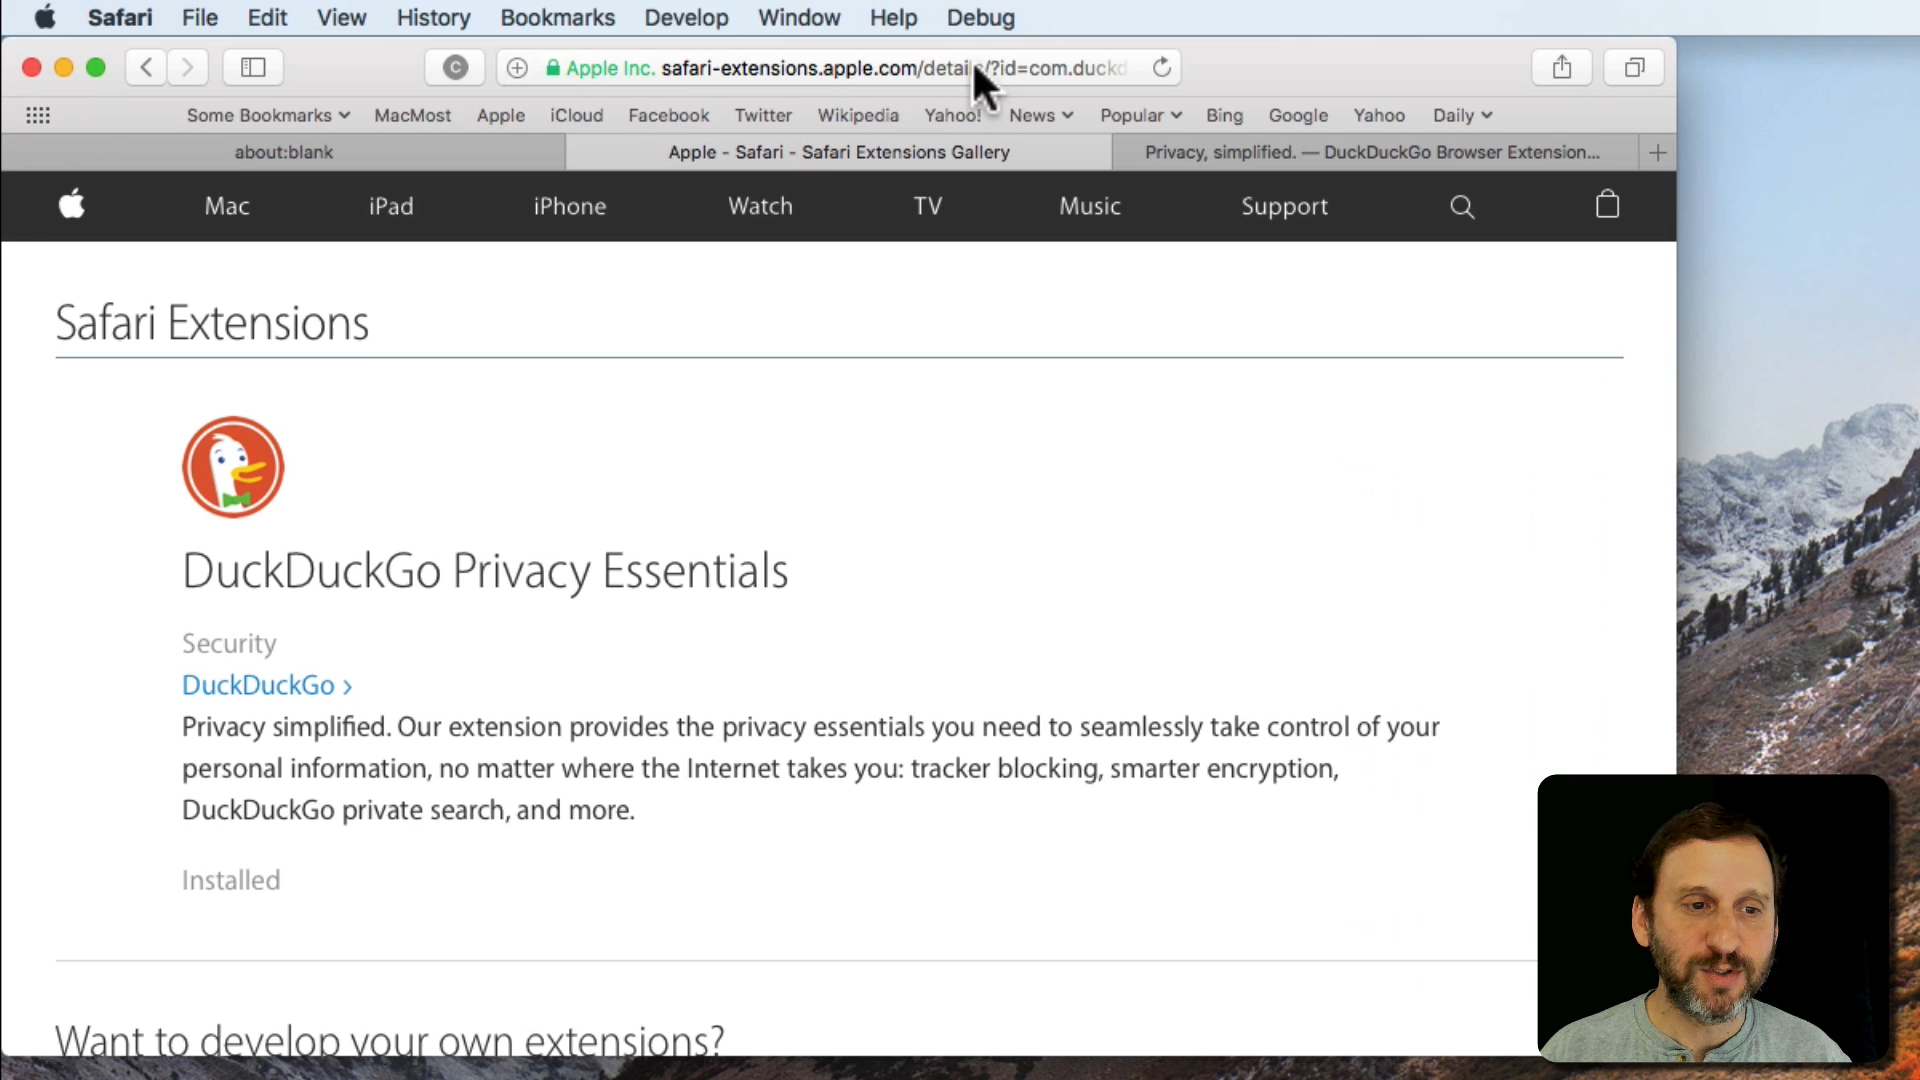 Safari File Edit View History Bookmarks Develop Window Help Debug
C Apple Inc. safari-extensions.apple.com/details/?id=com.duckd
Some Bookmarks MacMost Apple iCloud Facebook Twitter Wikipedia Yahoo! News Popular Bing Google Yahoo Daily
about:blank Apple - Safari - Safari Extensions Gallery Privacy, simplified. — DuckDuckGo Browser Extension...
Mac iPad iPhone Watch TV Music Support
Safari Extensions
DuckDuckGo Privacy Essentials
Security
DuckDuckGo >
Privacy simplified. Our extension provides the privacy essentials you need to seamlessly take control of your
personal information, no matter where the Internet takes you: tracker blocking, smarter encryption,
DuckDuckGo private search, and more.
Installed
Want to develop your own extensions?